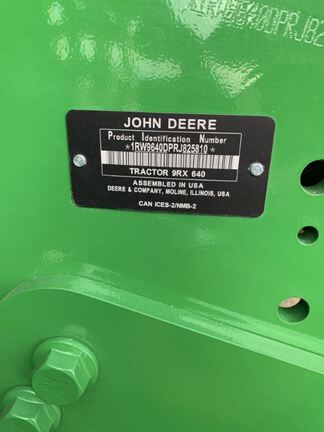 1RW9640DPRJ82
JOHN DEERE
Product Identification Number
*1RW9640DPRJ825810*
TRACTOR 9RX 640
ASSEMBLED IN USA
DEERE & COMPANY, MOLINE, ILLINOIS, USA
CAN ICES-2/NMB-2